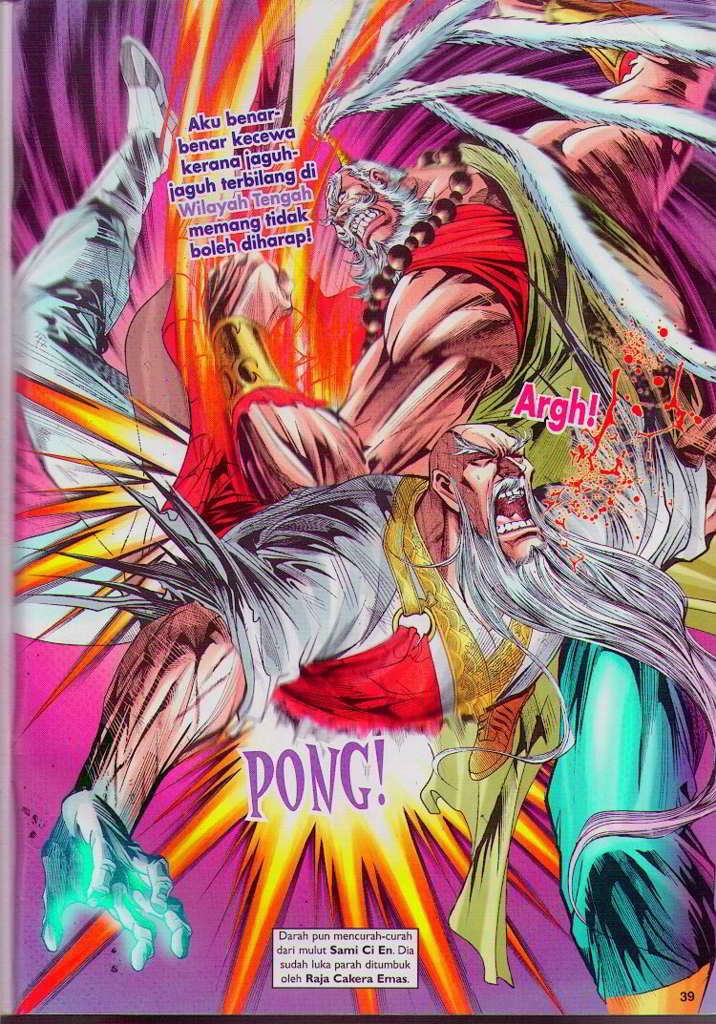 Aku benar-
benar kecewa
kerana jaguh-
jaguh terbilang di
Wilayah Tengah
memang tidak
boleh diharap!
Argh!
PONG!
Darah pun mencurah-curah
dari mulut Sami Ci En. Dia
sudah luka parah ditumbuk
oleh Raja Cakera Emas.
39